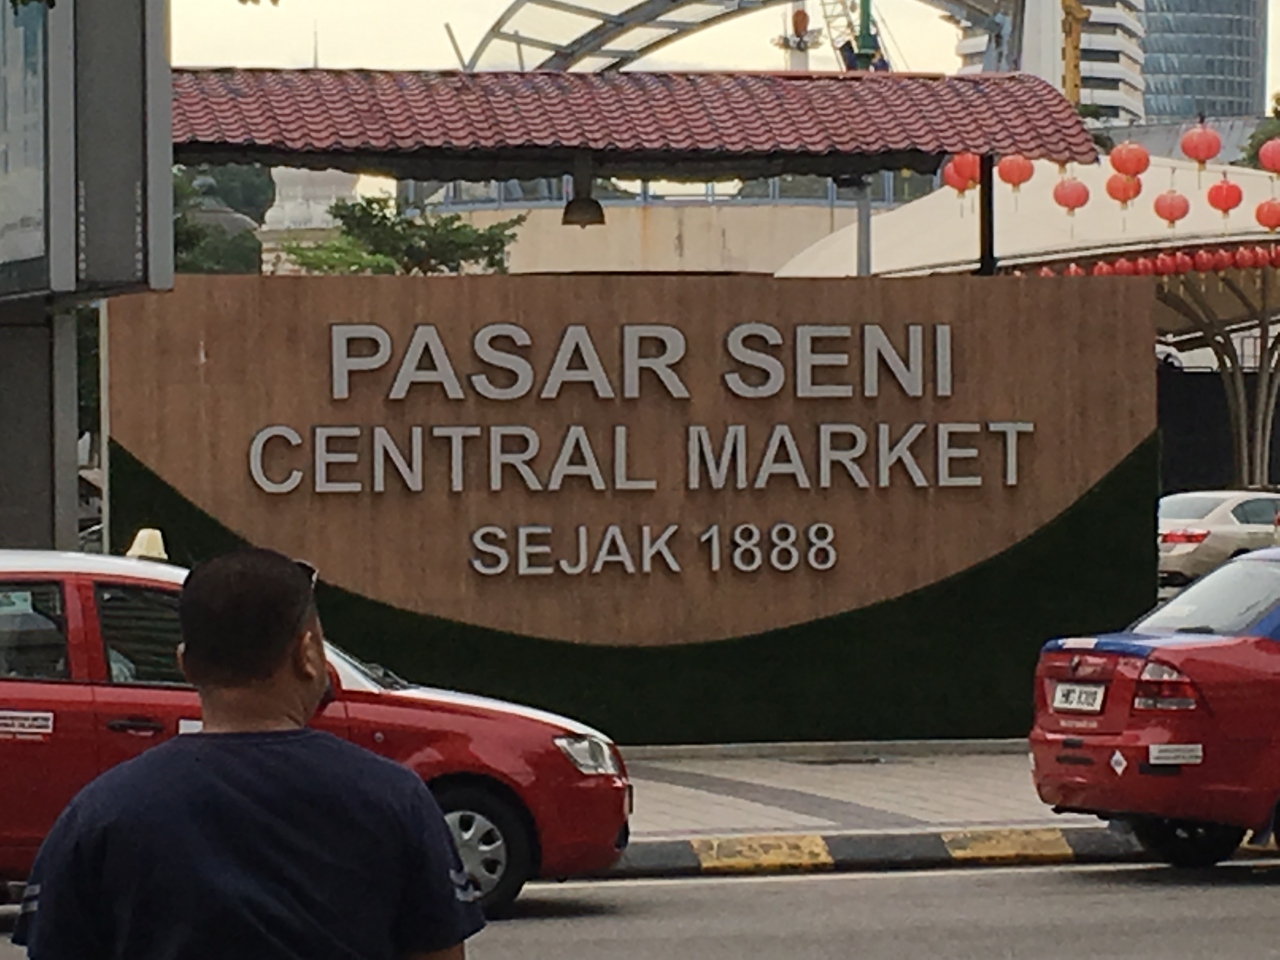 PASAR SENI
CENTRAL MARKET
SEJAK 1888